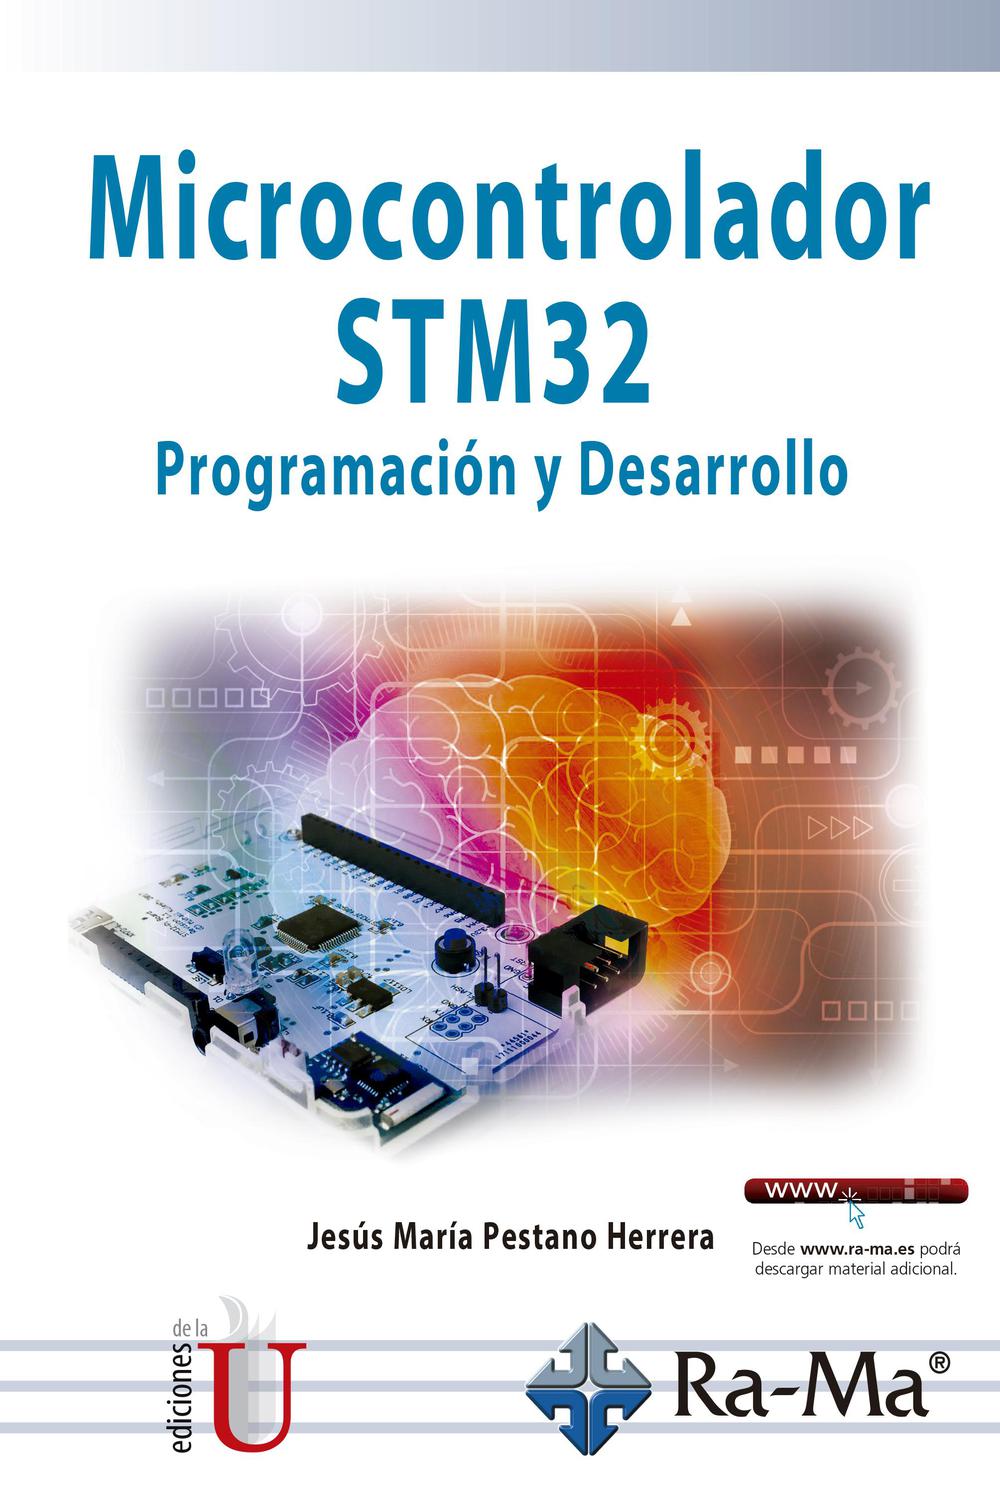 Microcontrolador
STM32
Programación y Desarrollo
www
Jesús María Pestano Herrera
Desde www.ra-ma.es podrá
descargar material adicional.
de la
ediciones
U
Ra-Ma®